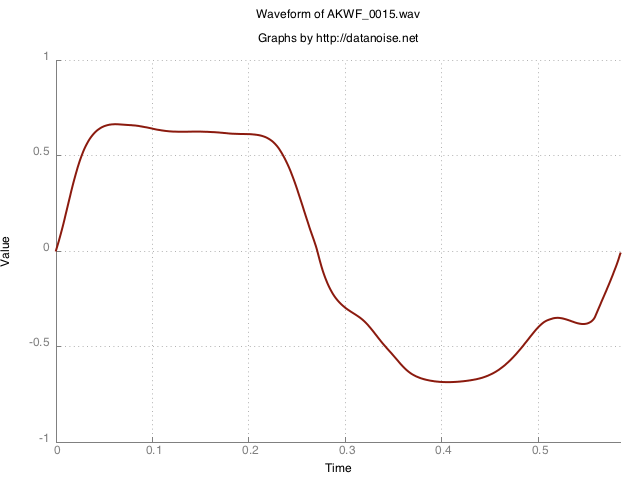 Waveform of AKWF_0015.wav
Graphs by http://datanoise.net
1
0.5
0
-0.5
-1
Value
0 0.1 0.2 0.3 0.4 0.5
Time